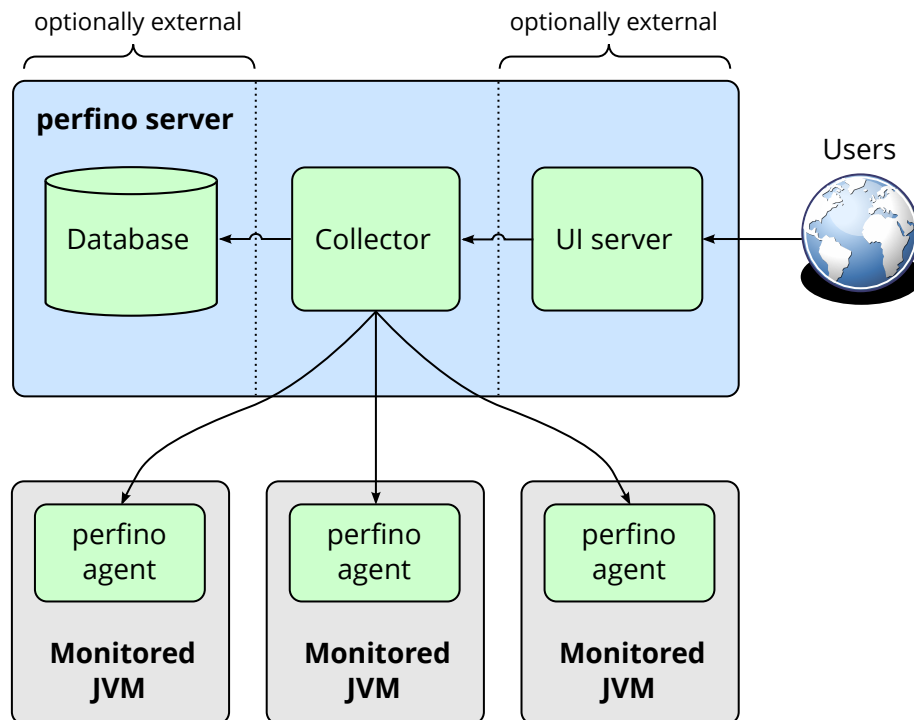 optionally external
optionally external
perfino server
Users
Database
Collector
UI server
perfino
agent
perfino
agent
perfino
agent
Monitored
JVM
Monitored
JVM
Monitored
JVM